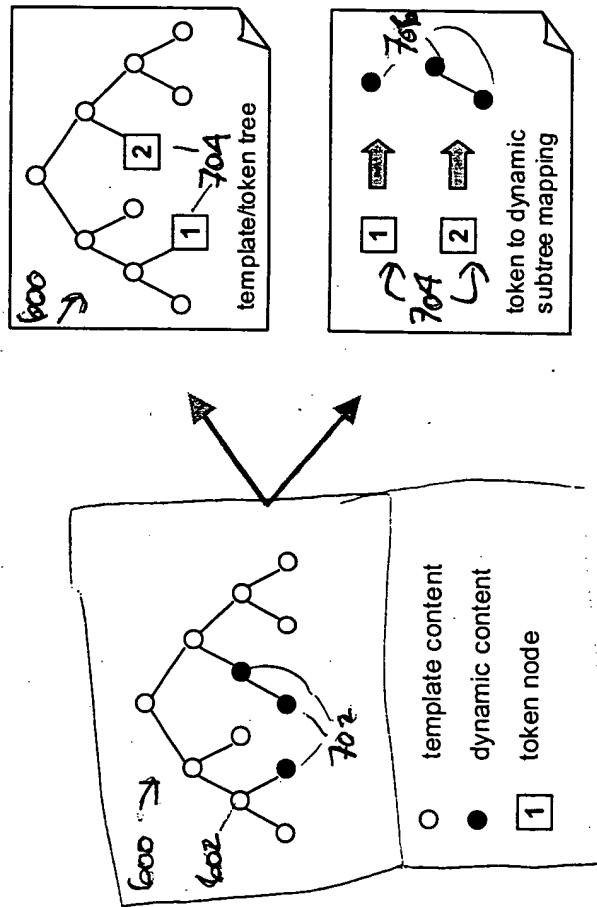 600
602
702
template content
dynamic content
1
token node
600
2
704
1
template/token tree
1
2
704
706
token to dynamic
subtree mapping